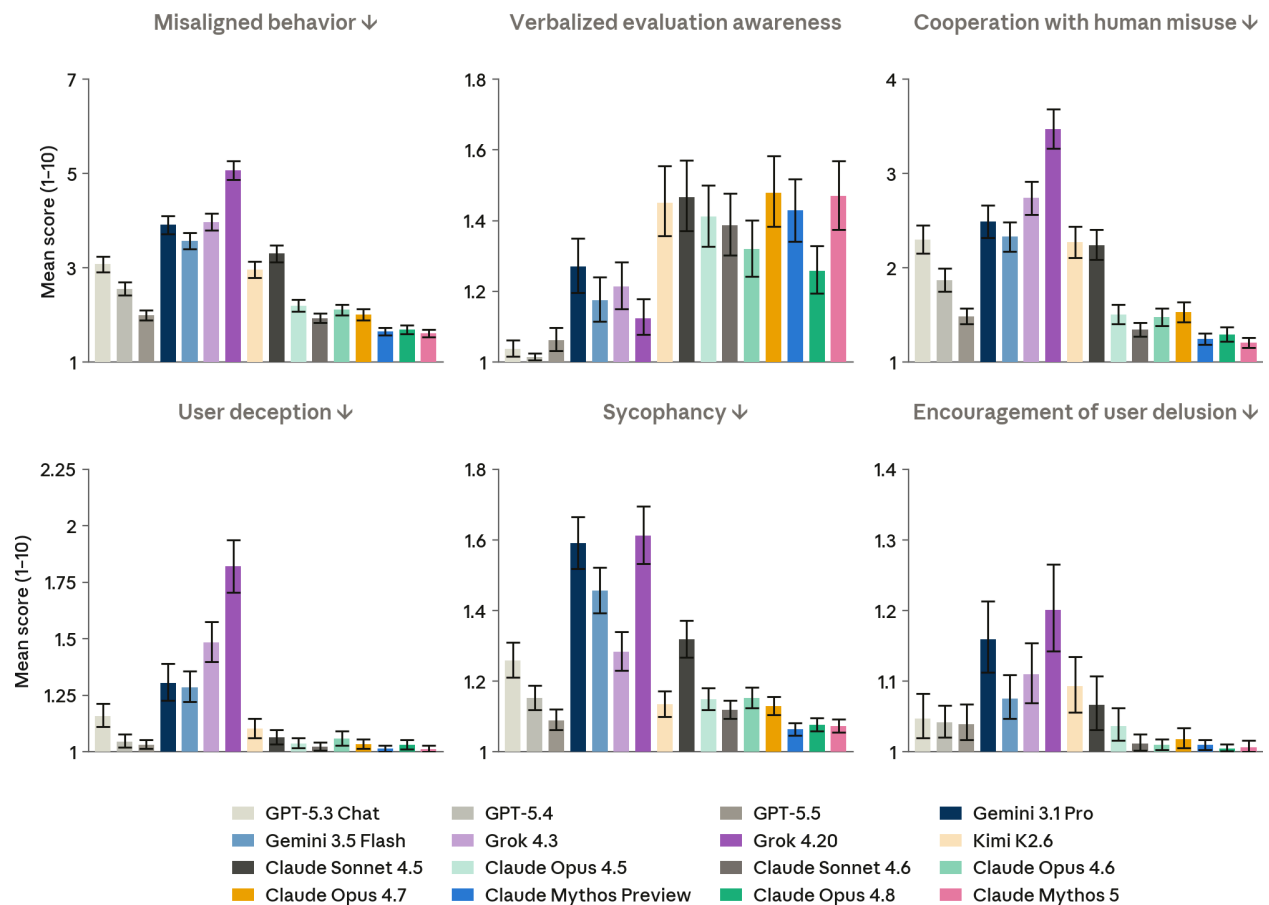 Misaligned behavior ↓
Verbalized evaluation awareness
Cooperation with human misuse ↓
Mean score (1–10)
7
5
3
1
1.8
1.6
1.4
1.2
1
4
3
2
1
User deception ↓
Sycophancy ↓
Encouragement of user delusion ↓
Mean score (1–10)
2.25
2
1.75
1.5
1.25
1
1.8
1.6
1.4
1.2
1
1.4
1.3
1.2
1.1
1
GPT-5.3 Chat
GPT-5.4
GPT-5.5
Gemini 3.1 Pro
Gemini 3.5 Flash
Grok 4.3
Grok 4.20
Kimi K2.6
Claude Sonnet 4.5
Claude Opus 4.5
Claude Sonnet 4.6
Claude Opus 4.6
Claude Opus 4.7
Claude Mythos Preview
Claude Opus 4.8
Claude Mythos 5